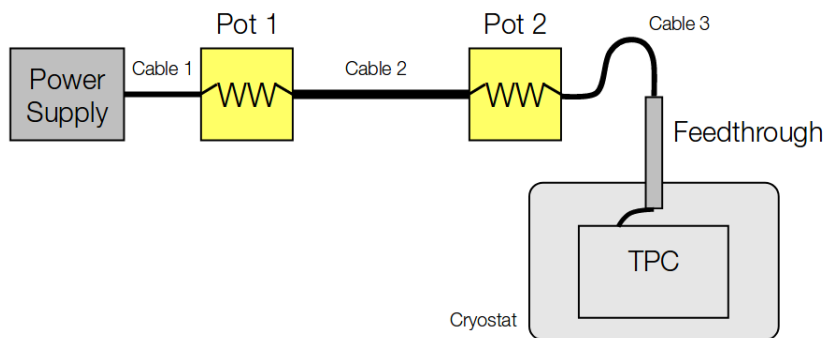 Pot 1
Pot 2
Cable 3
Cable 1
Cable 2
Power
Supply
Feedthrough
TPC
Cryostat